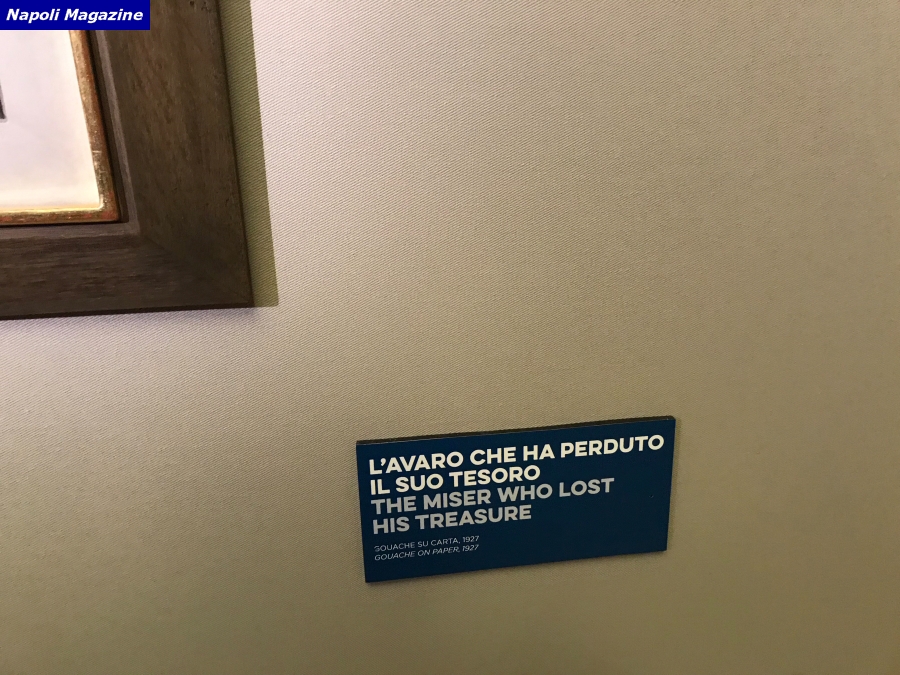 Napoli Magazine
L'AVARO CHE HA PERDUTO
IL SUO TESORO
THE MISER WHO LOST
HIS TREASURE
GOUACHE SU CARTA, 1927
GOUACHE ON PAPER, 1927